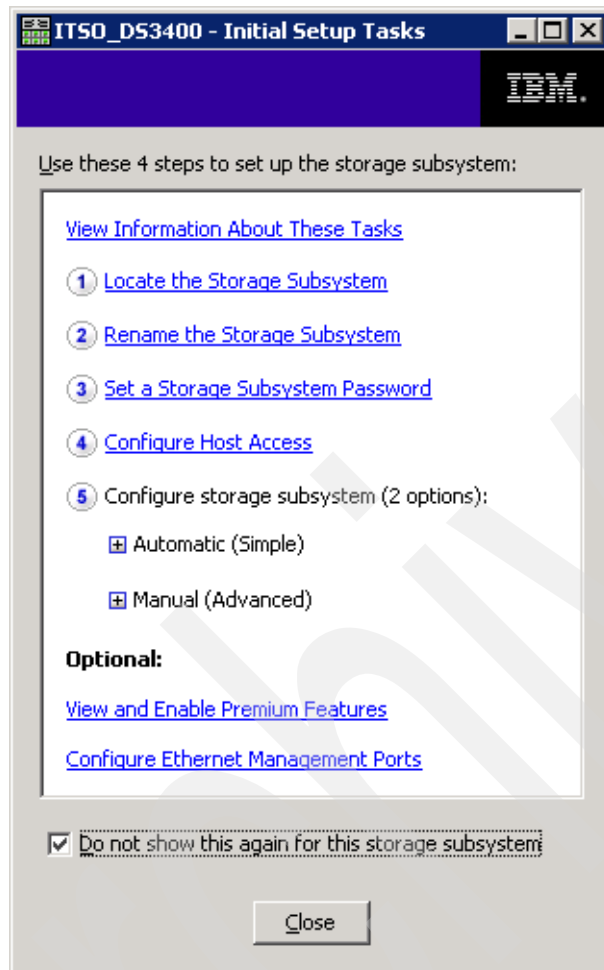 ITSO_DS3400 - Initial Setup Tasks
IBM.
Use these 4 steps to set up the storage subsystem:
View Information About These Tasks
1 Locate the Storage Subsystem
2 Rename the Storage Subsystem
3 Set a Storage Subsystem Password
4 Configure Host Access
5 Configure storage subsystem (2 options):
Automatic (Simple)
Manual (Advanced)
Optional:
View and Enable Premium Features
Configure Ethernet Management Ports
Do not show this again for this storage subsystem
Close